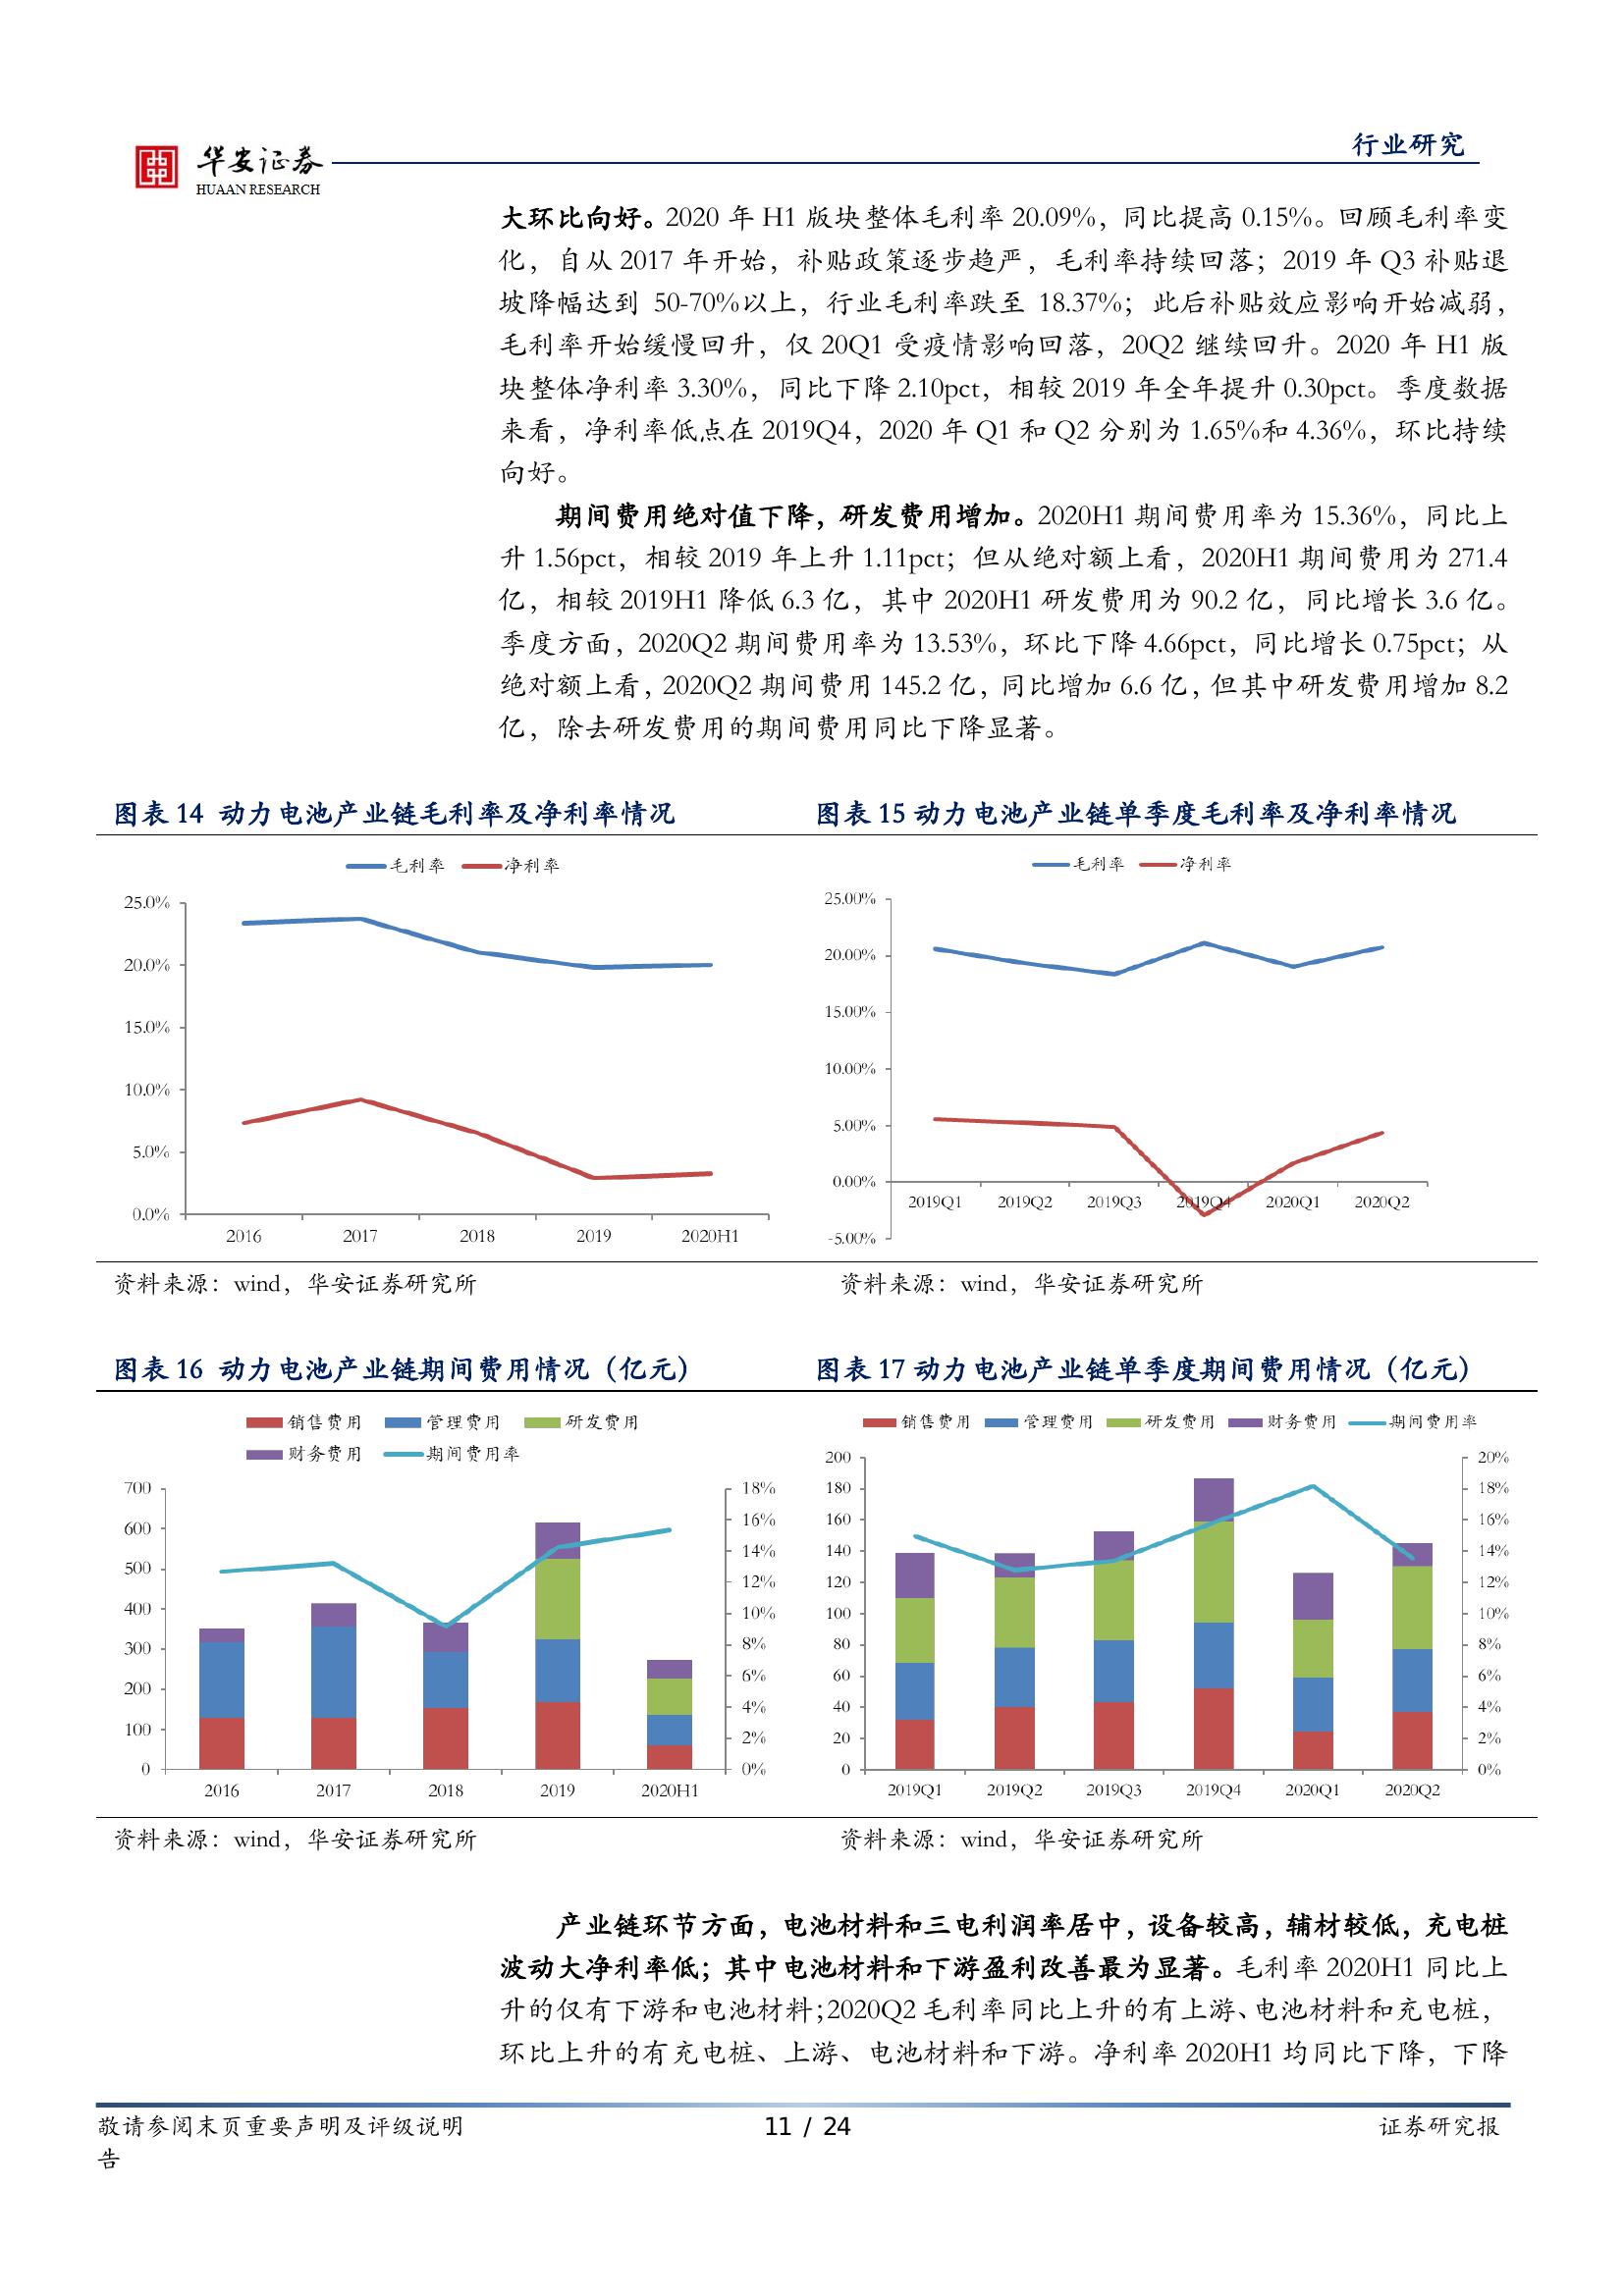 行业研究
华安证券
HUAAN RESEARCH
大环比向好。2020 年 H1 版块整体毛利率 20.09%，同比提高 0.15%。回顾毛利率变
化，自从 2017 年开始，补贴政策逐步趋严，毛利率持续回落；2019 年 Q3 补贴退
坡降幅达到 50-70%以上，行业毛利率跌至 18.37%；此后补贴效应影响开始减弱，
毛利率开始缓慢回升，仅 20Q1 受疫情影响回落，20Q2 继续回升。2020 年 H1 版
块整体净利率 3.30%，同比下降 2.10pct，相较 2019 年全年提升 0.30pct。季度数据
来看，净利率低点在 2019Q4，2020 年 Q1 和 Q2 分别为 1.65%和 4.36%，环比持续
向好。
期间费用绝对值下降，研发费用增加。2020H1 期间费用率为 15.36%，同比上
升 1.56pct，相较 2019 年上升 1.11pct；但从绝对额上看，2020H1 期间费用为 271.4
亿，相较 2019H1 降低 6.3 亿，其中 2020H1 研发费用为 90.2 亿，同比增长 3.6 亿。
季度方面，2020Q2 期间费用率为 13.53%，环比下降 4.66pct，同比增长 0.75pct；从
绝对额上看，2020Q2 期间费用 145.2 亿，同比增加 6.6 亿，但其中研发费用增加 8.2
亿，除去研发费用的期间费用同比下降显著。
图表 14 动力电池产业链毛利率及净利率情况
毛利率 净利率
25.0%
20.0%
15.0%
10.0%
5.0%
0.0%
2016 2017 2018 2019 2020H1
资料来源：wind，华安证券研究所
图表 15 动力电池产业链单季度毛利率及净利率情况
毛利率 净利率
25.00%
20.00%
15.00%
10.00%
5.00%
0.00%
2019Q1 2019Q2 2019Q3 2019Q4 2020Q1 2020Q2
-5.00%
资料来源：wind，华安证券研究所
图表 16 动力电池产业链期间费用情况（亿元）
销售费用 管理费用 研发费用
财务费用 期间费用率
700 18%
600 16%
500 14%
400 12%
300 10%
200 8%
100 6%
0 4%
2%
0%
2016 2017 2018 2019 2020H1
资料来源：wind，华安证券研究所
图表 17 动力电池产业链单季度期间费用情况（亿元）
销售费用 管理费用 研发费用 财务费用 期间费用率
200 20%
180 18%
160 16%
140 14%
120 12%
100 10%
80 8%
60 6%
40 4%
20 2%
0 0%
2019Q1 2019Q2 2019Q3 2019Q4 2020Q1 2020Q2
资料来源：wind，华安证券研究所
产业链环节方面，电池材料和三电利润率居中，设备较高，辅材较低，充电桩
波动大净利率低；其中电池材料和下游盈利改善最为显著。毛利率 2020H1 同比上
升的仅有下游和电池材料；2020Q2 毛利率同比上升的有上游、电池材料和充电桩，
环比上升的有充电桩、上游、电池材料和下游。净利率 2020H1 均同比下降，下降
敬请参阅末页重要声明及评级说明 11 / 24 证券研究报
告